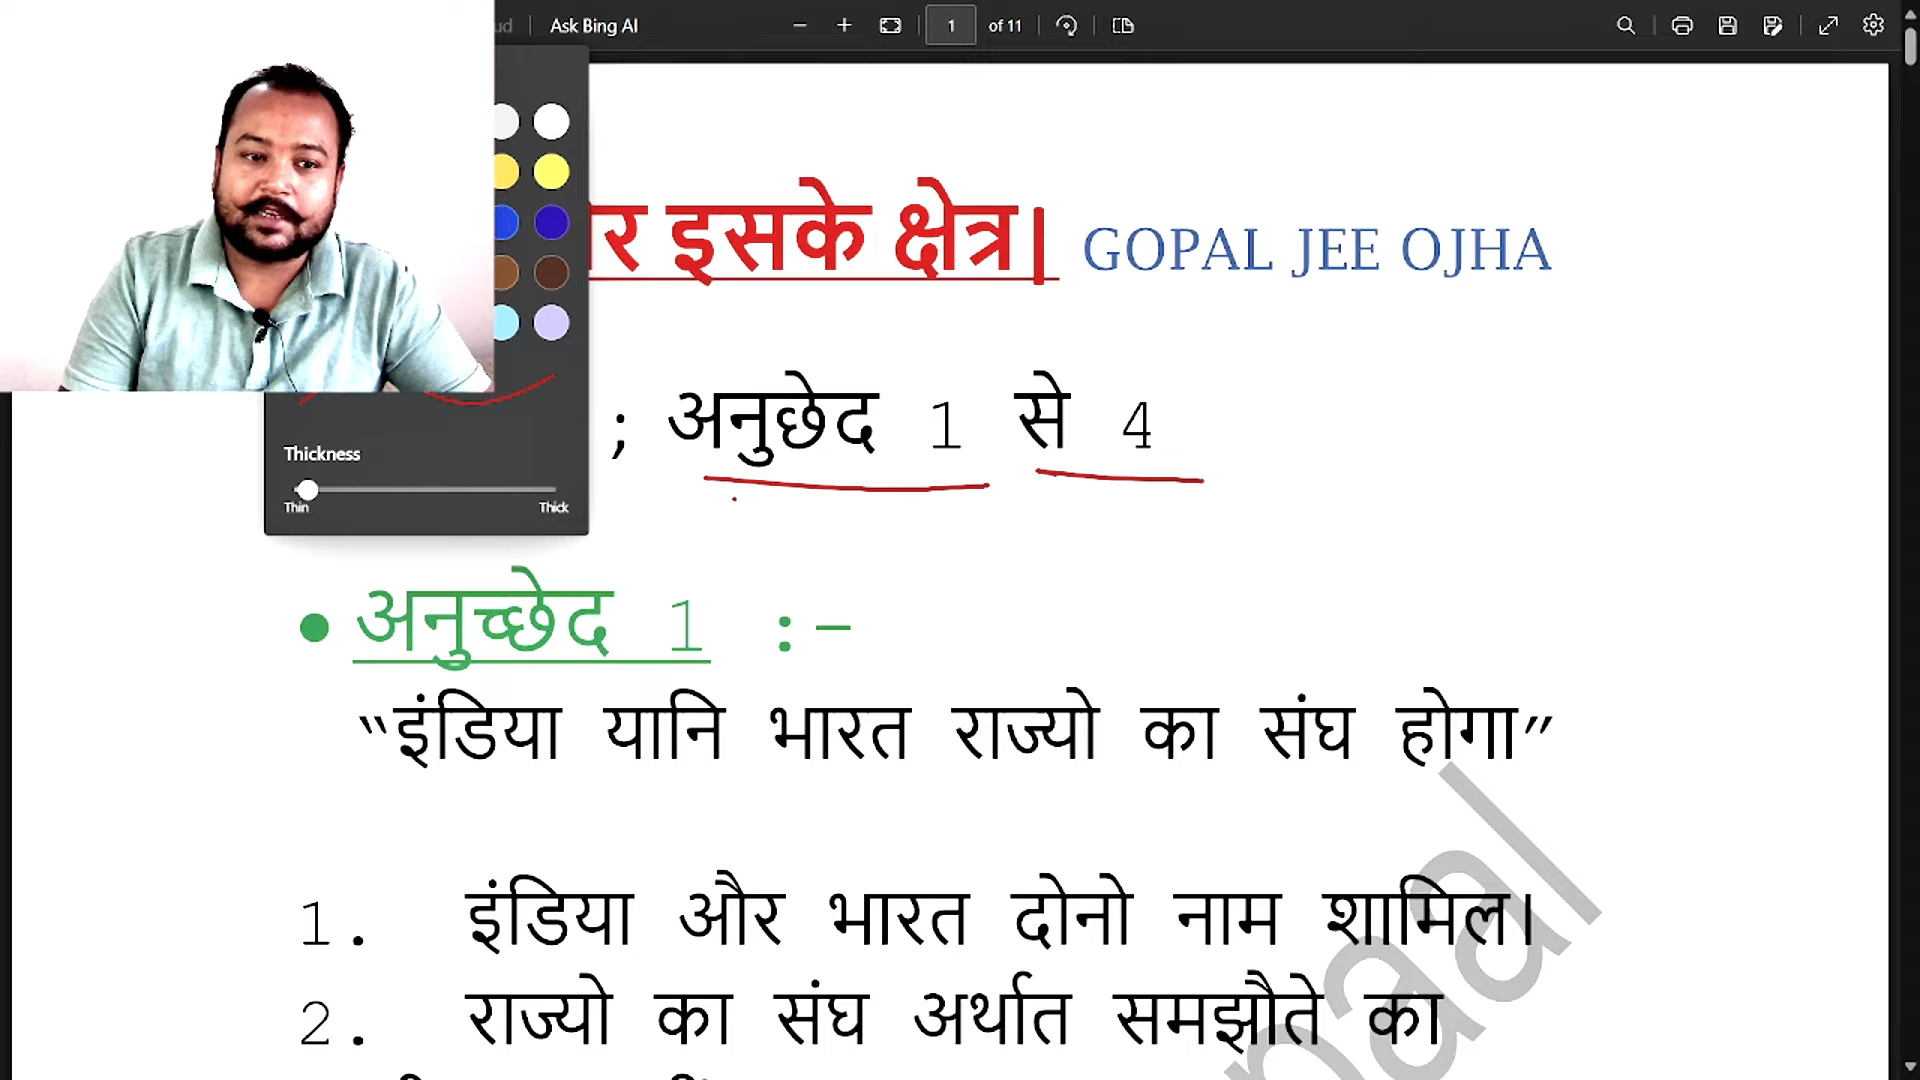 Ask Bing AI
1 of 11
र इसके क्षेत्र| GOPAL JEE OJHA
; अनुछेद 1 से 4
Thickness
Thin Thick
• अनुच्छेद 1 :-
“इंडिया यानि भारत राज्यो का संघ होगा”
1. इंडिया और भारत दोनो नाम शामिल।
2. राज्यो का संघ अर्थात समझौते का